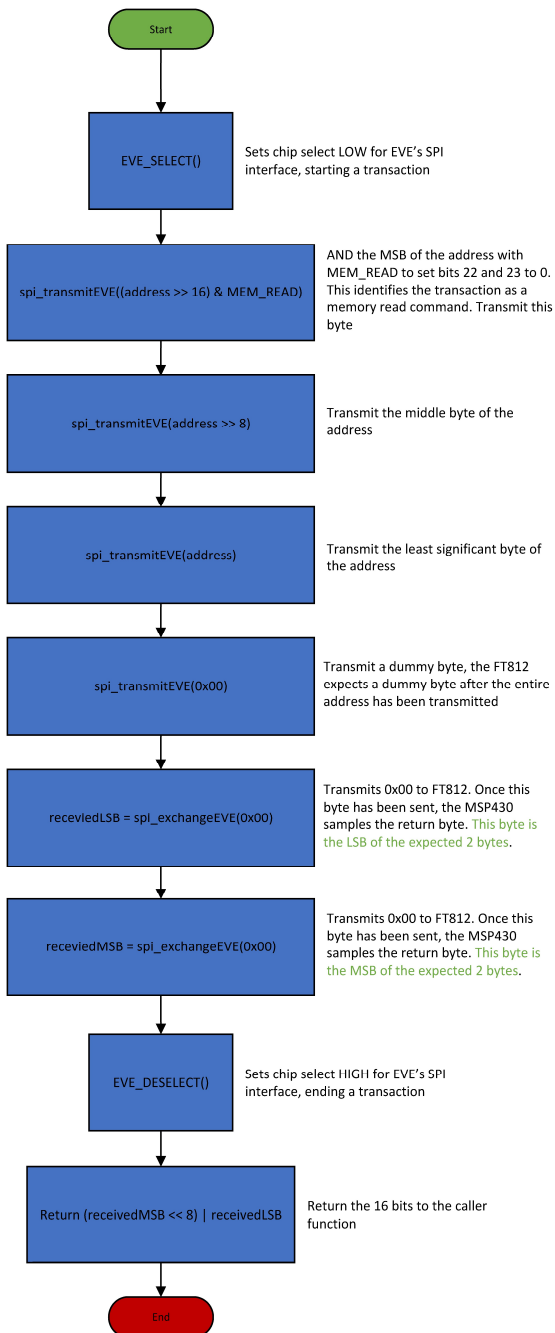 Start
EVE_SELECT()
Sets chip select LOW for EVE's SPI
interface, starting a transaction
spi_transmitEVE((address >> 16) & MEM_READ)
AND the MSB of the address with
MEM_READ to set bits 22 and 23 to 0.
This identifies the transaction as a
memory read command. Transmit this
byte
spi_transmitEVE(address >> 8)
Transmit the middle byte of the
address
spi_transmitEVE(address)
Transmit the least significant byte of
the address
spi_transmitEVE(0x00)
Transmit a dummy byte, the FT812
expects a dummy byte after the entire
address has been transmitted
receviedLSB = spi_exchangeEVE(0x00)
Transmits 0x00 to FT812. Once this
byte has been sent, the MSP430
samples the return byte. This byte is
the LSB of the expected 2 bytes.
receviedMSB = spi_exchangeEVE(0x00)
Transmits 0x00 to FT812. Once this
byte has been sent, the MSP430
samples the return byte. This byte is
the MSB of the expected 2 bytes.
EVE_DESELECT()
Sets chip select HIGH for EVE's SPI
interface, ending a transaction
Return (receivedMSB << 8) | receivedLSB
Return the 16 bits to the caller
function
End